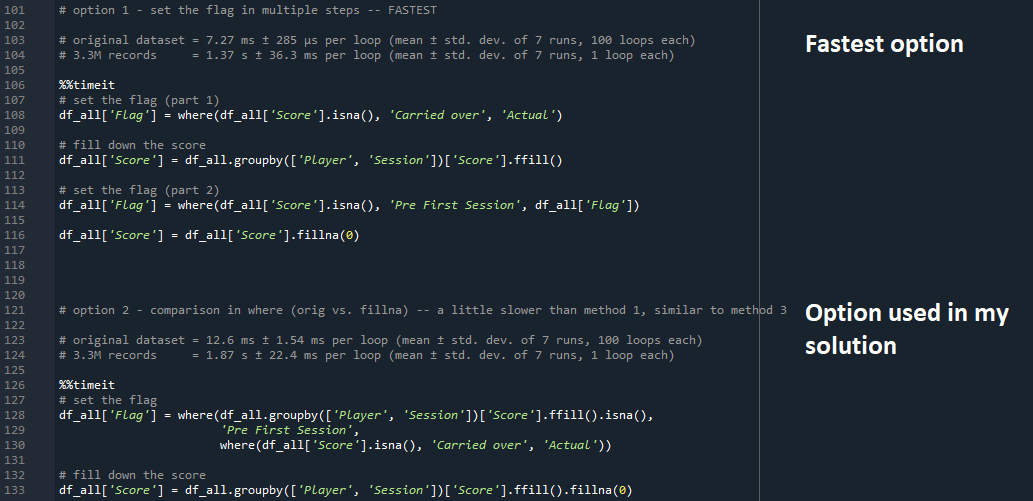 101 # option 1 - set the flag in multiple steps -- FASTEST
102
103 # original dataset = 7.27 ms ± 285 µs per loop (mean ± std. dev. of 7 runs, 100 loops each)
104 # 3.3M records     = 1.37 s ± 36.3 ms per loop (mean ± std. dev. of 7 runs, 1 loop each)
105
106 %%timeit
107 # set the flag (part 1)
108 df_all['Flag'] = where(df_all['Score'].isna(), 'Carried over', 'Actual')
109
110 # fill down the score
111 df_all['Score'] = df_all.groupby(['Player', 'Session'])['Score'].ffill()
112
113 # set the flag (part 2)
114 df_all['Flag'] = where(df_all['Score'].isna(), 'Pre First Session', df_all['Flag'])
115
116 df_all['Score'] = df_all['Score'].fillna(0)
117
118
119
120
121 # option 2 - comparison in where (orig vs. fillna) -- a little slower than method 1, similar to method 3
122
123 # original dataset = 12.6 ms ± 1.54 ms per loop (mean ± std. dev. of 7 runs, 100 loops each)
124 # 3.3M records     = 1.87 s ± 22.4 ms per loop (mean ± std. dev. of 7 runs, 1 loop each)
125
126 %%timeit
127 # set the flag
128 df_all['Flag'] = where(df_all.groupby(['Player', 'Session'])['Score'].ffill().isna(),
129                        'Pre First Session',
130                        where(df_all['Score'].isna(), 'Carried over', 'Actual'))
131
132 # fill down the score
133 df_all['Score'] = df_all.groupby(['Player', 'Session'])['Score'].ffill().fillna(0)
Fastest option
Option used in my
solution